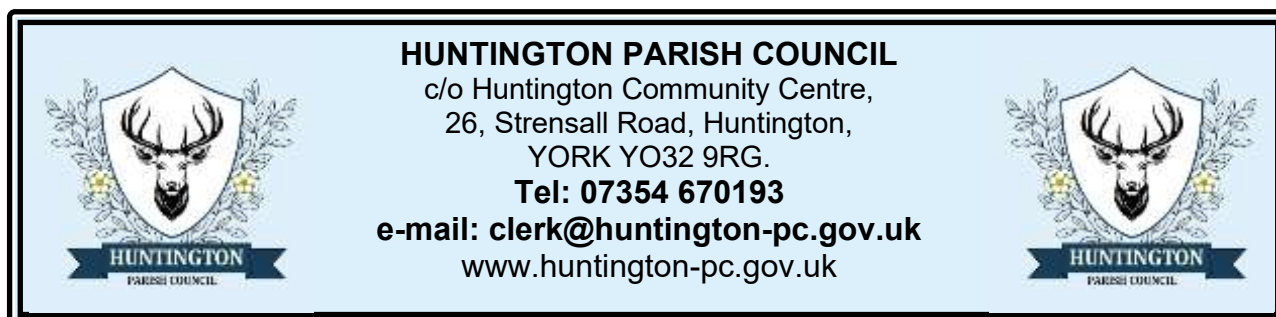 HUNTINGTON PARISH COUNCIL
c/o Huntington Community Centre,
26, Strensall Road, Huntington,
YORK YO32 9RG.
Tel: 07354 670193
e-mail: clerk@huntington-pc.gov.uk
www.huntington-pc.gov.uk
HUNTINGTON
PARISH COUNCIL
HUNTINGTON
PARISH COUNCIL